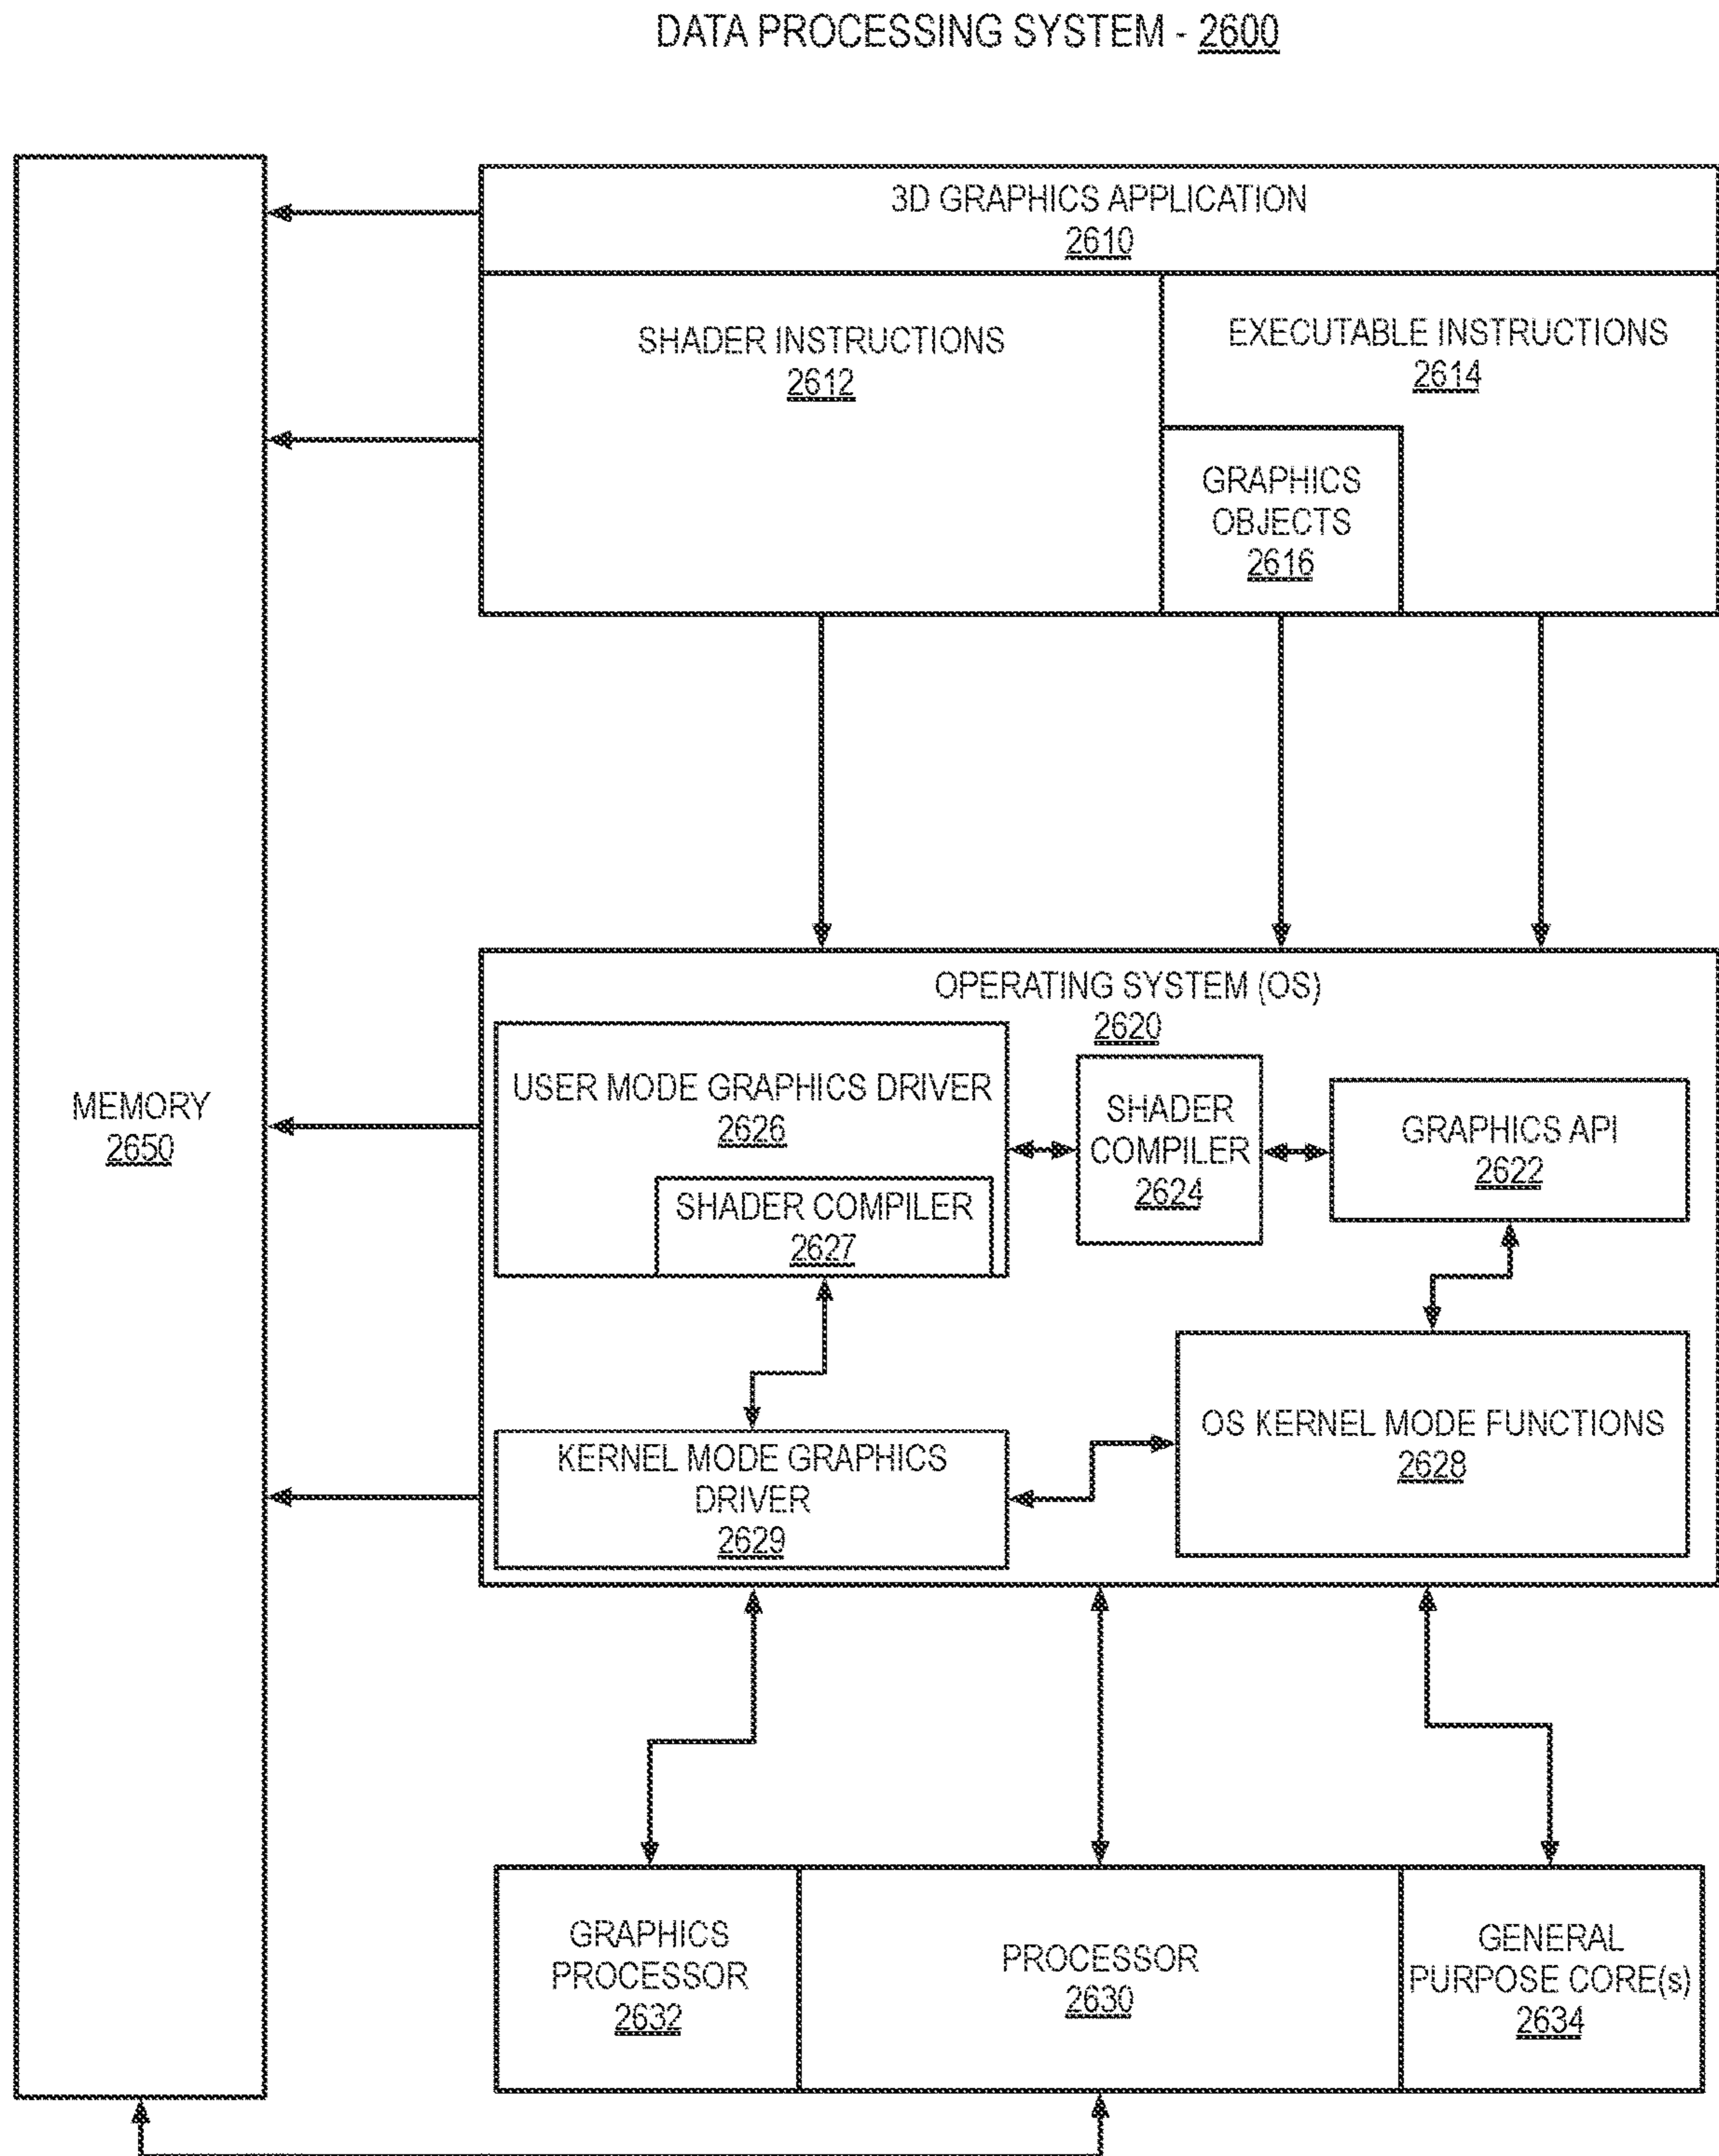 DATA PROCESSING SYSTEM - 2600
3D GRAPHICS APPLICATION
2610
SHADER INSTRUCTIONS
2612
EXECUTABLE INSTRUCTIONS
2614
GRAPHICS
OBJECTS
2616
MEMORY
2650
OPERATING SYSTEM (OS)
2620
USER MODE GRAPHICS DRIVER
2626
SHADER COMPILER
2627
SHADER
COMPILER
2624
GRAPHICS API
2622
KERNEL MODE GRAPHICS
DRIVER
2629
OS KERNEL MODE FUNCTIONS
2628
GRAPHICS
PROCESSOR
2632
PROCESSOR
2630
GENERAL
PURPOSE CORE(s)
2634